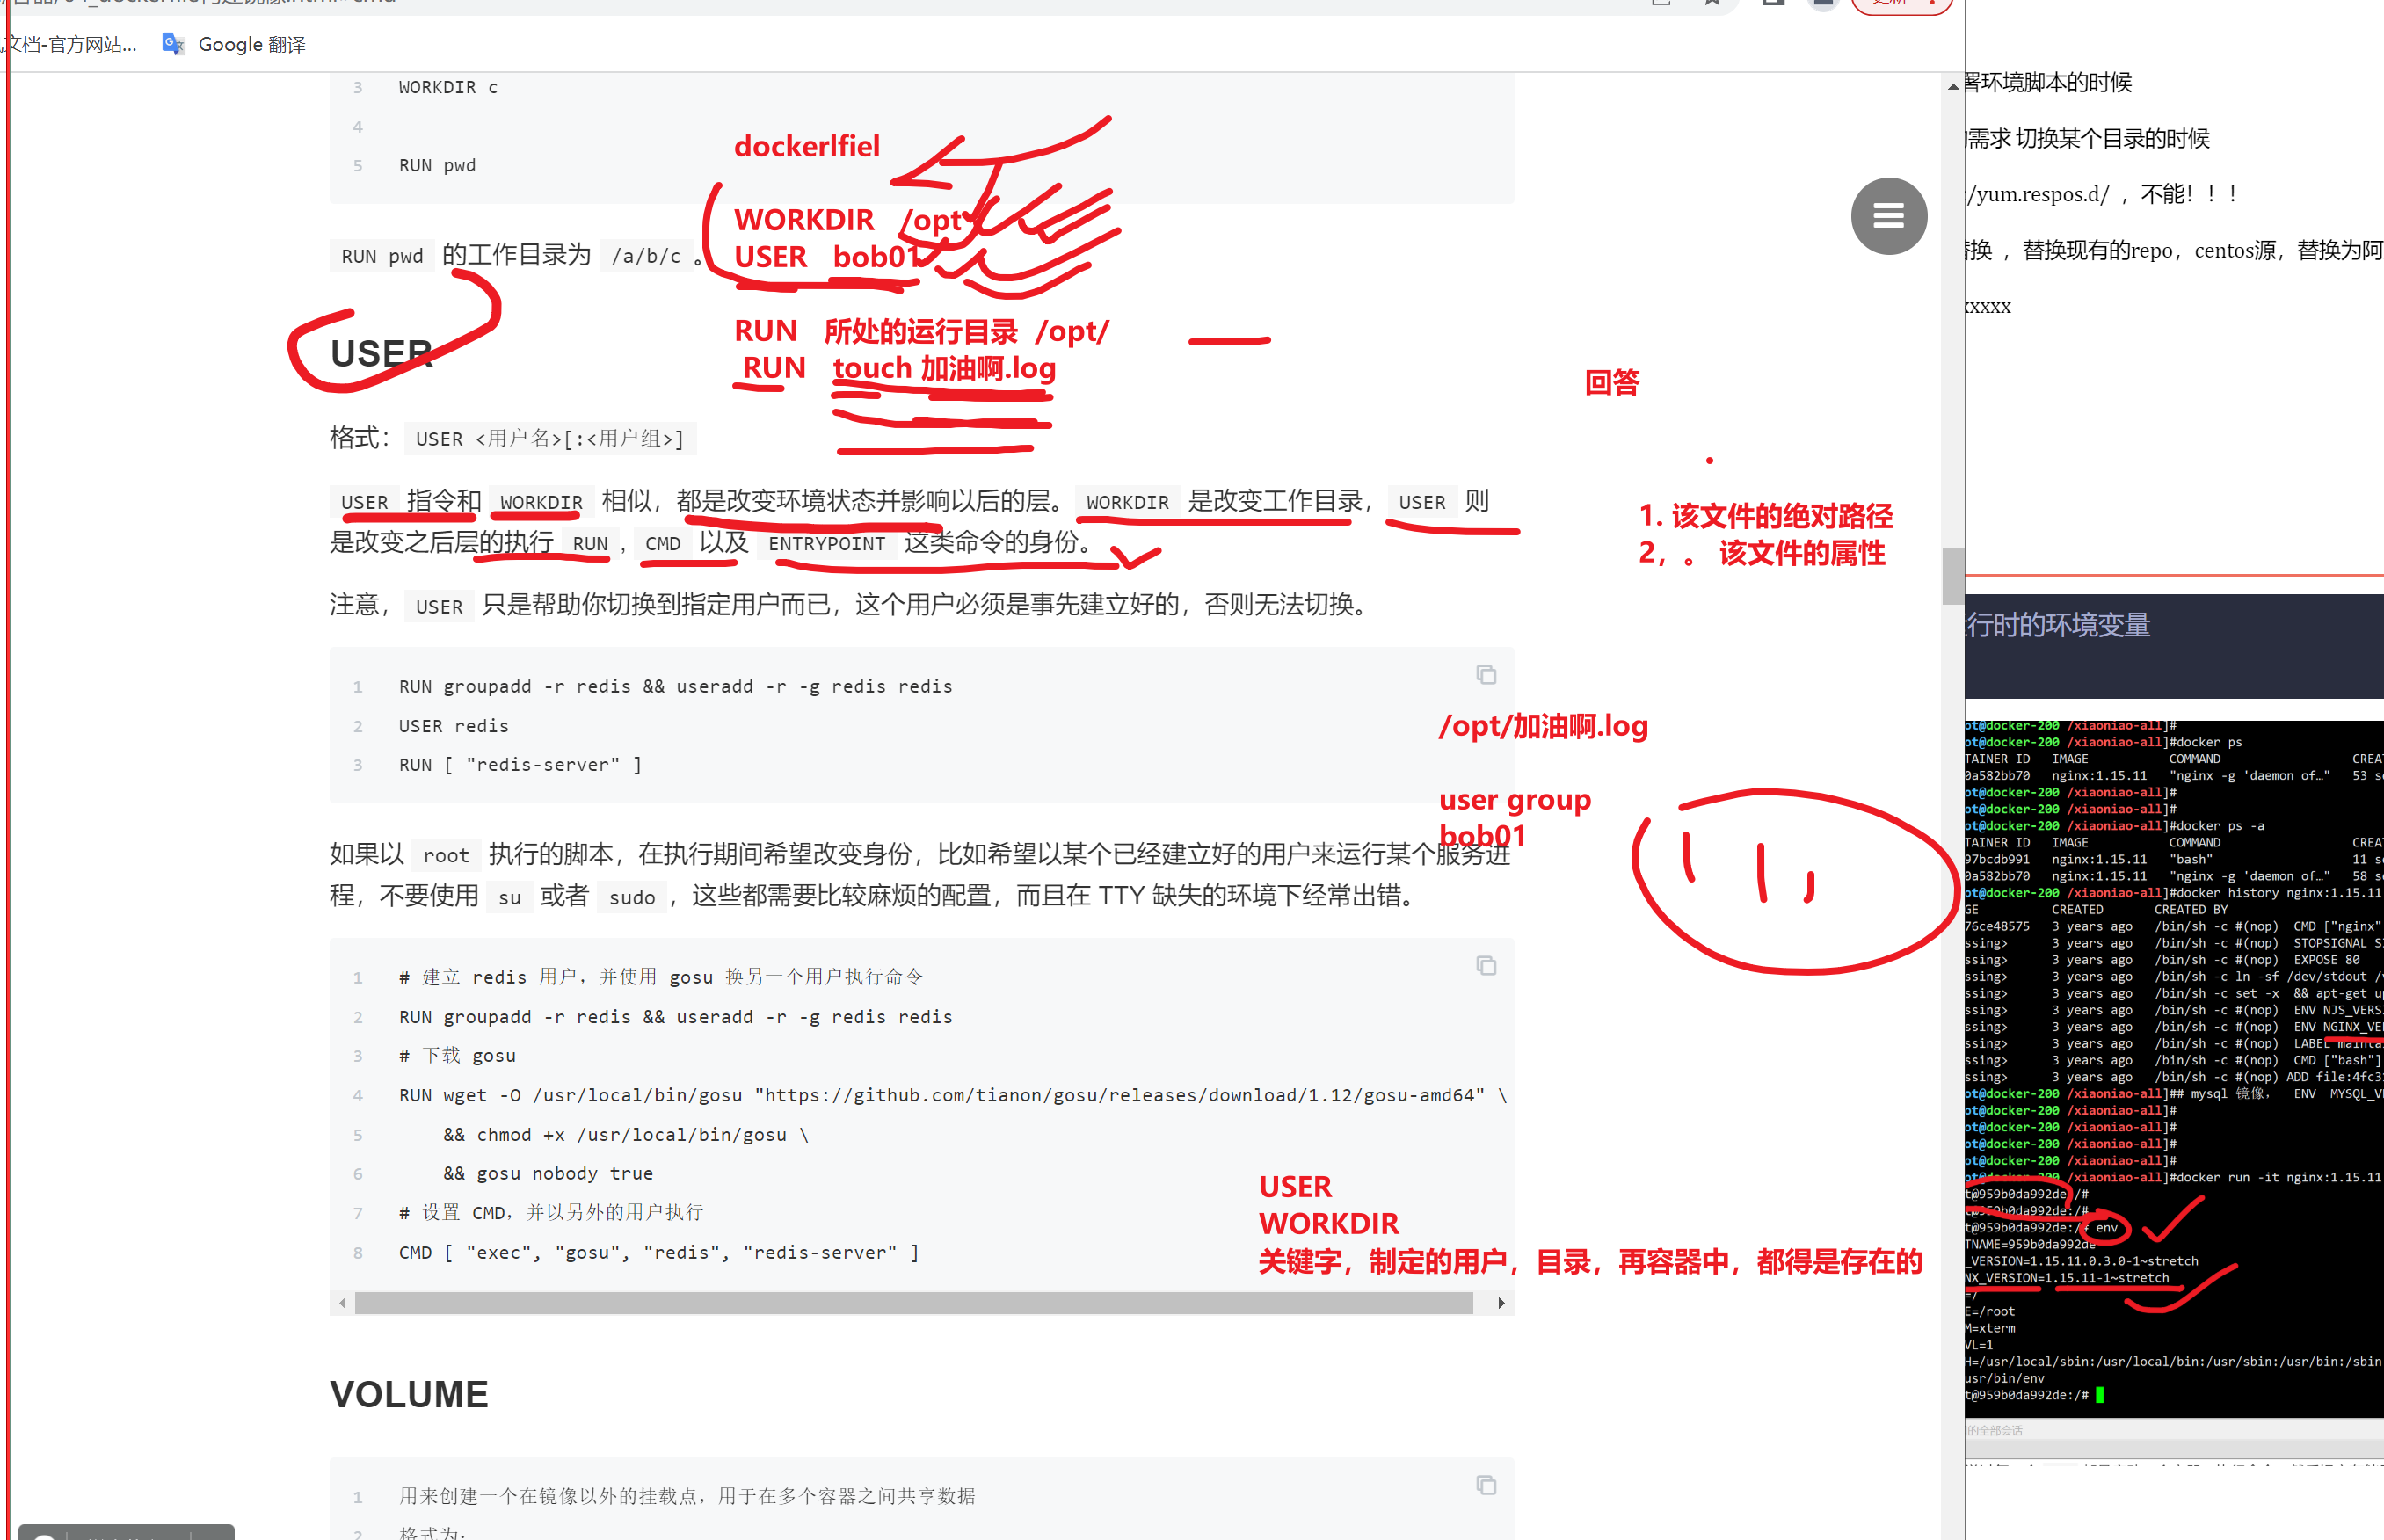 文档-官方网站...
Google 翻译
3 WORKDIR c
4
5 RUN pwd
dockerlfiel
WORKDIR /opt
USER bob01
RUN pwd 的工作目录为 /a/b/c 。
RUN 所处的运行目录 /opt/
RUN touch 加油啊.log
USER
回答
格式： USER <用户名>[:<用户组>]
USER 指令和 WORKDIR 相似，都是改变环境状态并影响以后的层。 WORKDIR 是改变工作目录， USER 则
是改变之后层的执行 RUN , CMD 以及 ENTRYPOINT 这类命令的身份。
1. 该文件的绝对路径
2，。 该文件的属性
注意， USER 只是帮助你切换到指定用户而已，这个用户必须是事先建立好的，否则无法切换。
1 RUN groupadd -r redis && useradd -r -g redis redis
2 USER redis
3 RUN [ "redis-server" ]
/opt/加油啊.log
user group
bob01
如果以 root 执行的脚本，在执行期间希望改变身份，比如希望以某个已经建立好的用户来运行某个服务进
程，不要使用 su 或者 sudo ，这些都需要比较麻烦的配置，而且在 TTY 缺失的环境下经常出错。
1 # 建立 redis 用户，并使用 gosu 换另一个用户执行命令
2 RUN groupadd -r redis && useradd -r -g redis redis
3 # 下载 gosu
4 RUN wget -O /usr/local/bin/gosu "https://github.com/tianon/gosu/releases/download/1.12/gosu-amd64" \
5 && chmod +x /usr/local/bin/gosu \
6 && gosu nobody true
7 # 设置 CMD，并以另外的用户执行
8 CMD [ "exec", "gosu", "redis", "redis-server" ]
USER
WORKDIR
关键字，制定的用户，目录，再容器中，都得是存在的
VOLUME
1 用来创建一个在镜像以外的挂载点，用于在多个容器之间共享数据
2 格式为：
署环境脚本的时候
需求 切换某个目录的时候
/yum.respos.d/ ，不能！！！
替换 ，替换现有的repo，centos源，替换为阿
xxxxx
行时的环境变量
ot@docker-200 /xiaoniao-all]#
ot@docker-200 /xiaoniao-all]#docker ps
TAINER ID IMAGE COMMAND CREA
0a582bb70 nginx:1.15.11 "nginx -g 'daemon of…" 53 se
ot@docker-200 /xiaoniao-all]#
ot@docker-200 /xiaoniao-all]#
ot@docker-200 /xiaoniao-all]#docker ps -a
TAINER ID IMAGE COMMAND CREA
97bcdb991 nginx:1.15.11 "bash" 11 se
0a582bb70 nginx:1.15.11 "nginx -g 'daemon of…" 58 se
ot@docker-200 /xiaoniao-all]#docker history nginx:1.15.11
GE CREATED CREATED BY
76ce48575 3 years ago /bin/sh -c #(nop) CMD ["nginx"
ssing> 3 years ago /bin/sh -c #(nop) STOPSIGNAL S
ssing> 3 years ago /bin/sh -c #(nop) EXPOSE 80
ssing> 3 years ago /bin/sh -c ln -sf /dev/stdout /
ssing> 3 years ago /bin/sh -c set -x && apt-get u
ssing> 3 years ago /bin/sh -c #(nop) ENV NJS_VERS
ssing> 3 years ago /bin/sh -c #(nop) ENV NGINX_VE
ssing> 3 years ago /bin/sh -c #(nop) LABEL mainta
ssing> 3 years ago /bin/sh -c #(nop) CMD ["bash"]
ssing> 3 years ago /bin/sh -c #(nop) ADD file:4fc3
ot@docker-200 /xiaoniao-all]## mysql 镜像， ENV MYSQL_VE
ot@docker-200 /xiaoniao-all]#
ot@docker-200 /xiaoniao-all]#
ot@docker-200 /xiaoniao-all]#
ot@docker-200 /xiaoniao-all]#
ot@docker-200 /xiaoniao-all]#docker run -it nginx:1.15.11
t@959b0da992de:/#
t@959b0da992de:/#
t@959b0da992de:/# env
TNAME=959b0da992de
_VERSION=1.15.11.0.3.0-1~stretch
NX_VERSION=1.15.11-1~stretch
=/
E=/root
M=xterm
VL=1
H=/usr/local/sbin:/usr/local/bin:/usr/sbin:/usr/bin:/sbin
usr/bin/env
t@959b0da992de:/#
的全部会话